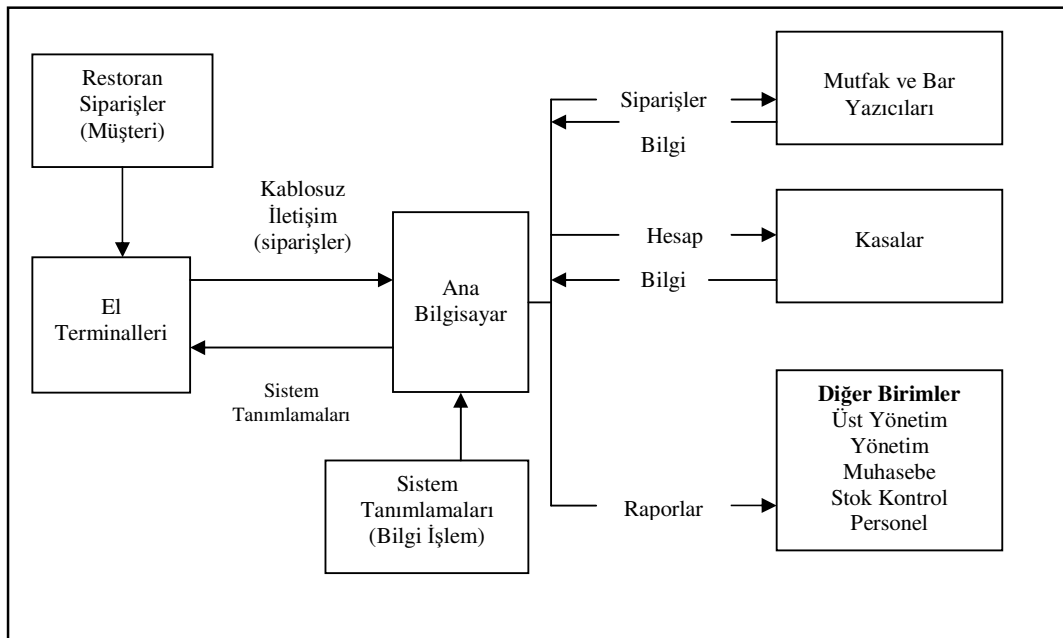 Restoran
Siparişler
(Müşteri)
El
Terminalleri
Kablosuz
İletişim
(siparişler)
Sistem
Tanımlamaları
Ana
Bilgisayar
Sistem
Tanımlamaları
(Bilgi İşlem)
Siparişler
Bilgi
Mutfak ve Bar
Yazıcıları
Hesap
Bilgi
Kasalar
Raporlar
Diğer Birimler
Üst Yönetim
Yönetim
Muhasebe
Stok Kontrol
Personel